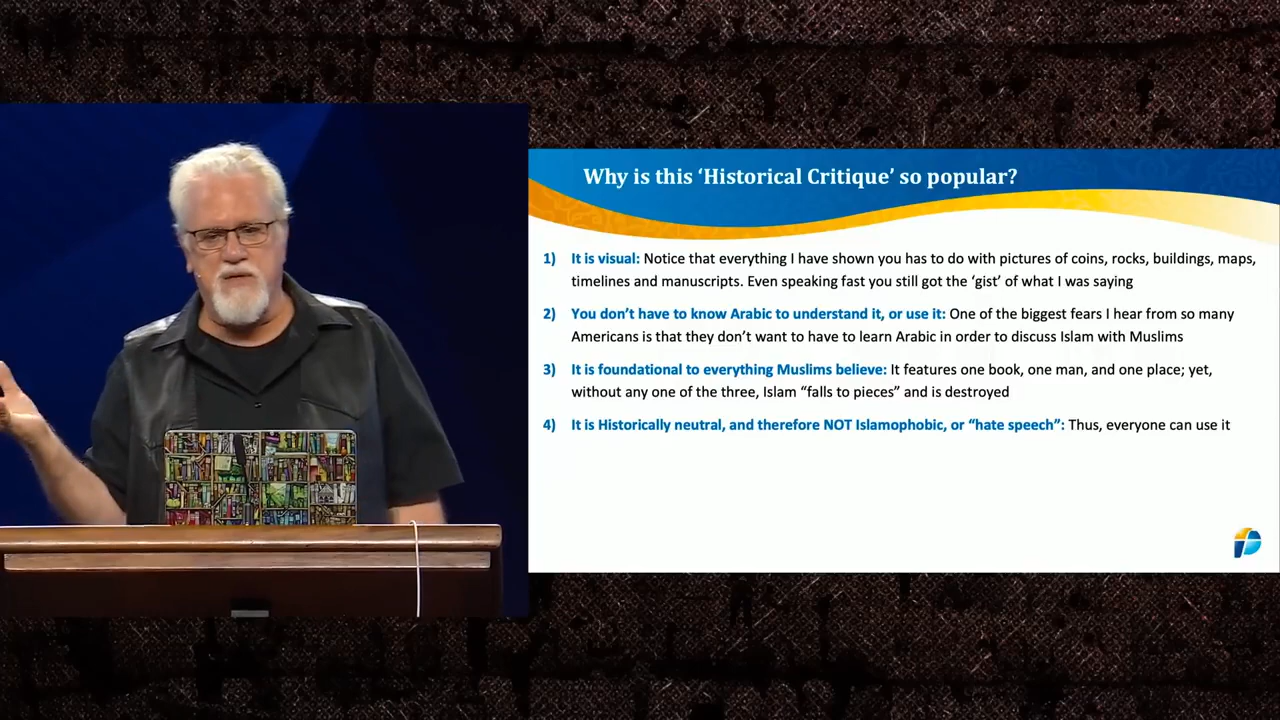 Why is this ‘Historical Critique’ so popular?
1) It is visual: Notice that everything I have shown you has to do with pictures of coins, rocks, buildings, maps,
timelines and manuscripts. Even speaking fast you still got the ‘gist’ of what I was saying
2) You don’t have to know Arabic to understand it, or use it: One of the biggest fears I hear from so many
Americans is that they don’t want to have to learn Arabic in order to discuss Islam with Muslims
3) It is foundational to everything Muslims believe: It features one book, one man, and one place; yet,
without any one of the three, Islam “falls to pieces” and is destroyed
4) It is Historically neutral, and therefore NOT Islamophobic, or “hate speech”: Thus, everyone can use it